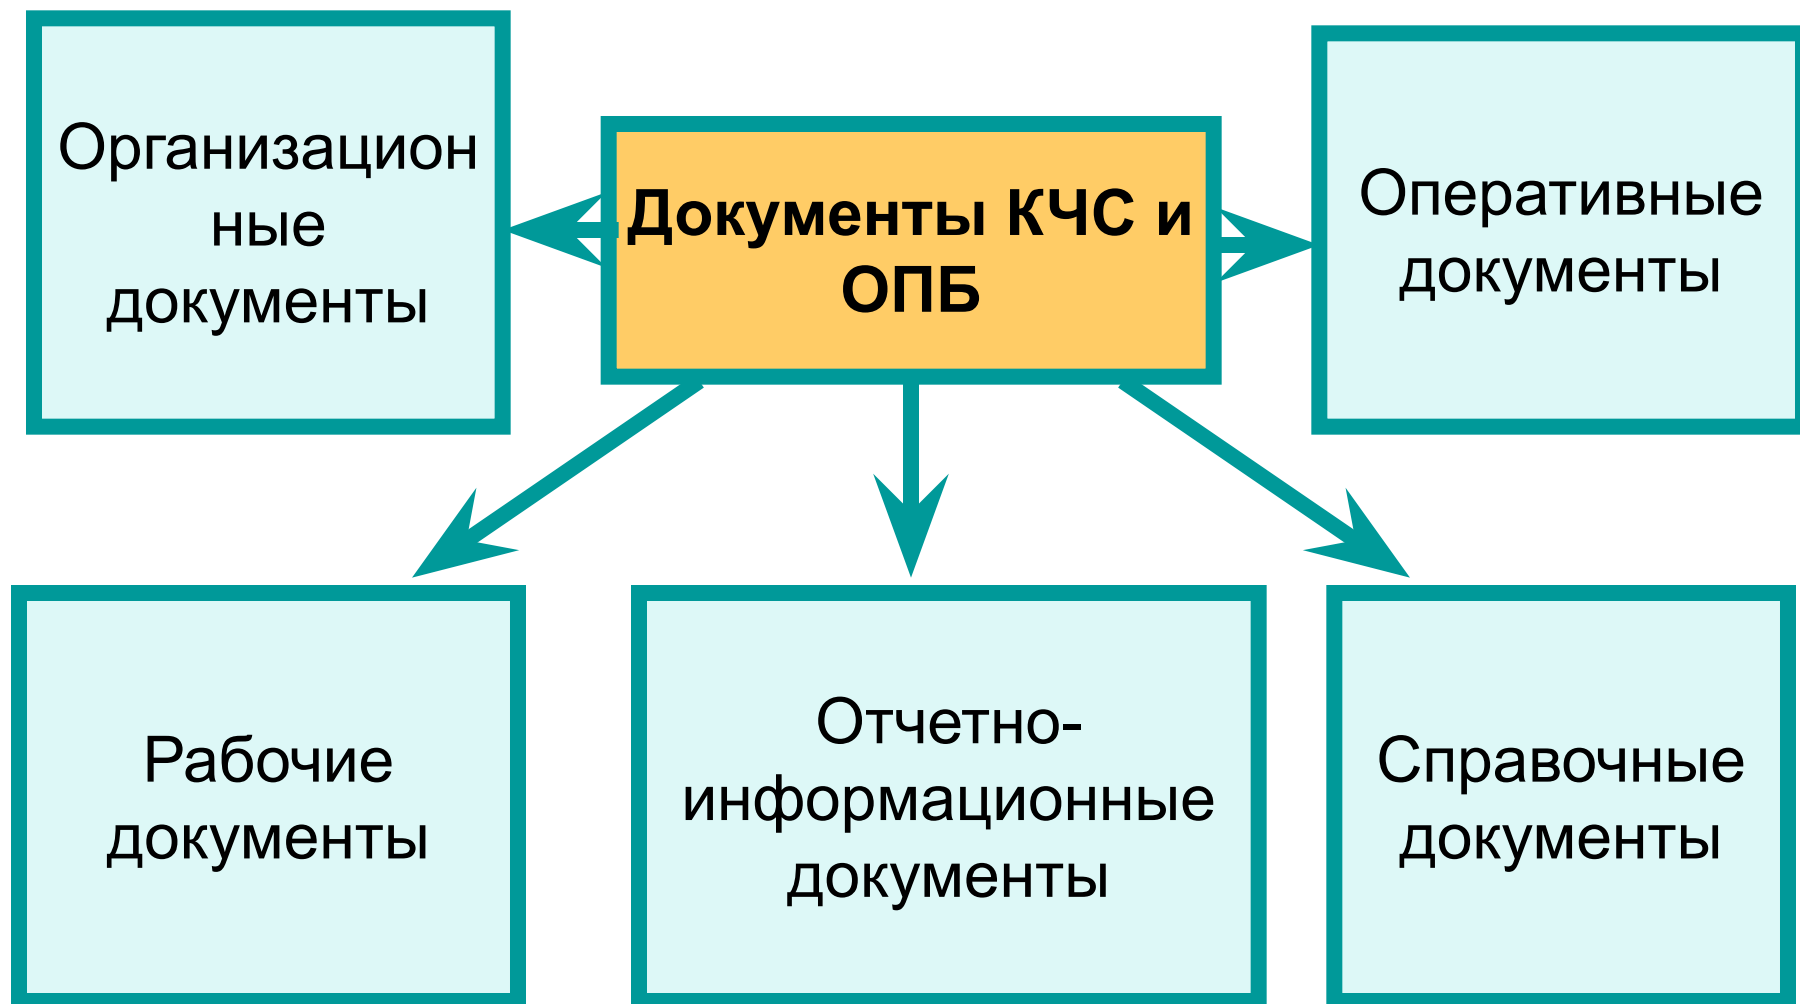 Организацион
ные
документы
Документы КЧС и
ОПБ
Оперативные
документы
Рабочие
документы
Отчетно-
информационные
документы
Справочные
документы